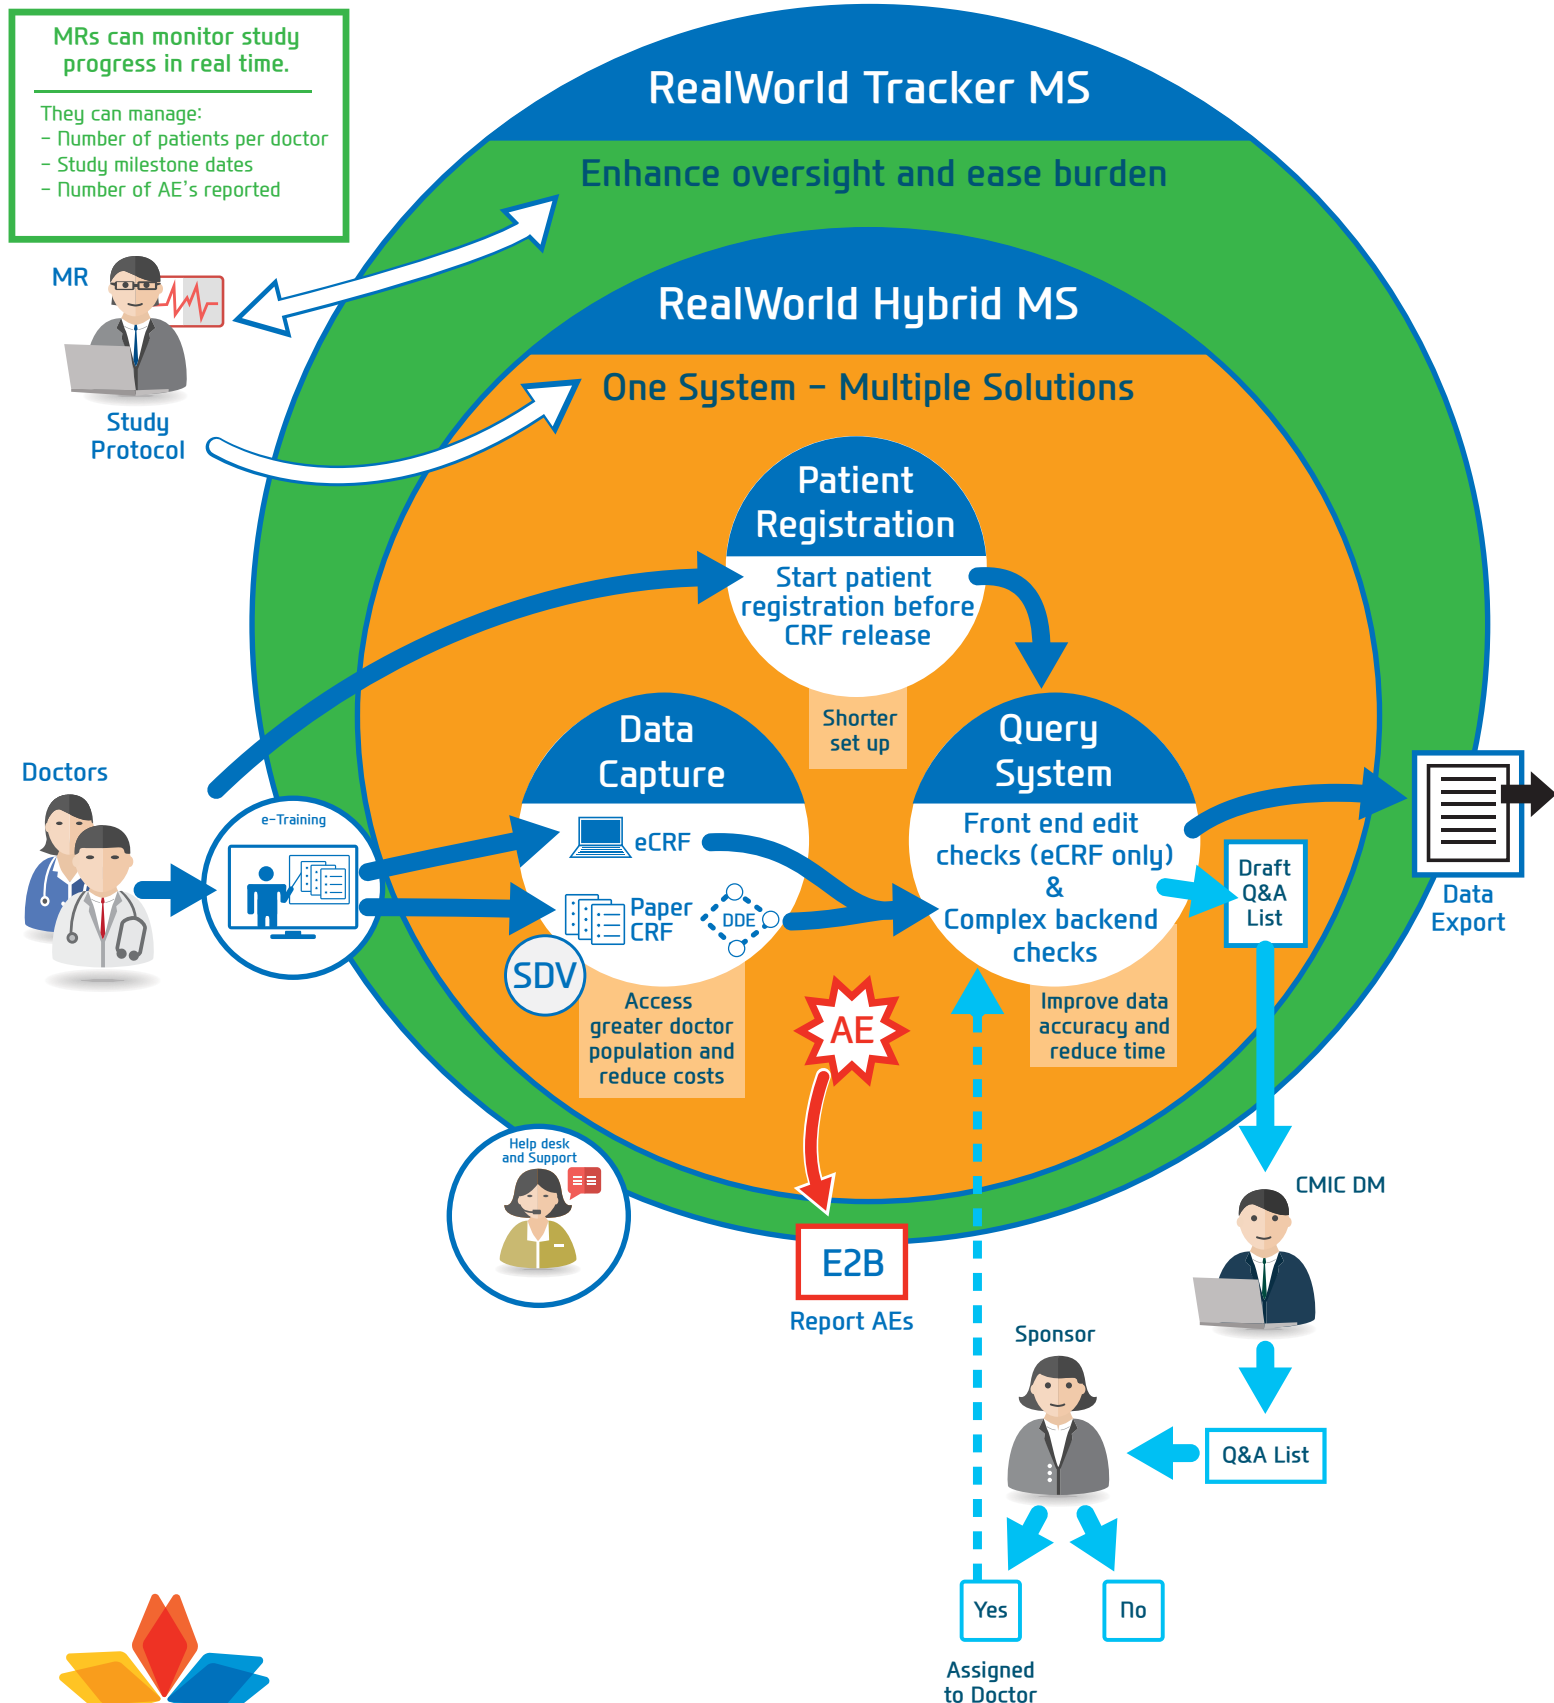 MRs can monitor study
progress in real time.
They can manage:
- Number of patients per doctor
- Study milestone dates
- Number of AE's reported
RealWorld Tracker MS
Enhance oversight and ease burden
MR
RealWorld Hybrid MS
One System - Multiple Solutions
Study
Protocol
Patient
Registration
Start patient
registration before
CRF release
Shorter
set up
Data
Capture
eCRF
Paper
CRF
DDE
SDV
Access
greater doctor
population and
reduce costs
Query
System
Front end edit
checks (eCRF only)
&
Complex backend
checks
Improve data
accuracy and
reduce time
Doctors
e-Training
Draft
Q&A
List
Data
Export
AE
Help desk
and Support
E2B
Report AEs
CMIC DM
Sponsor
Q&A List
Yes
No
Assigned
to Doctor